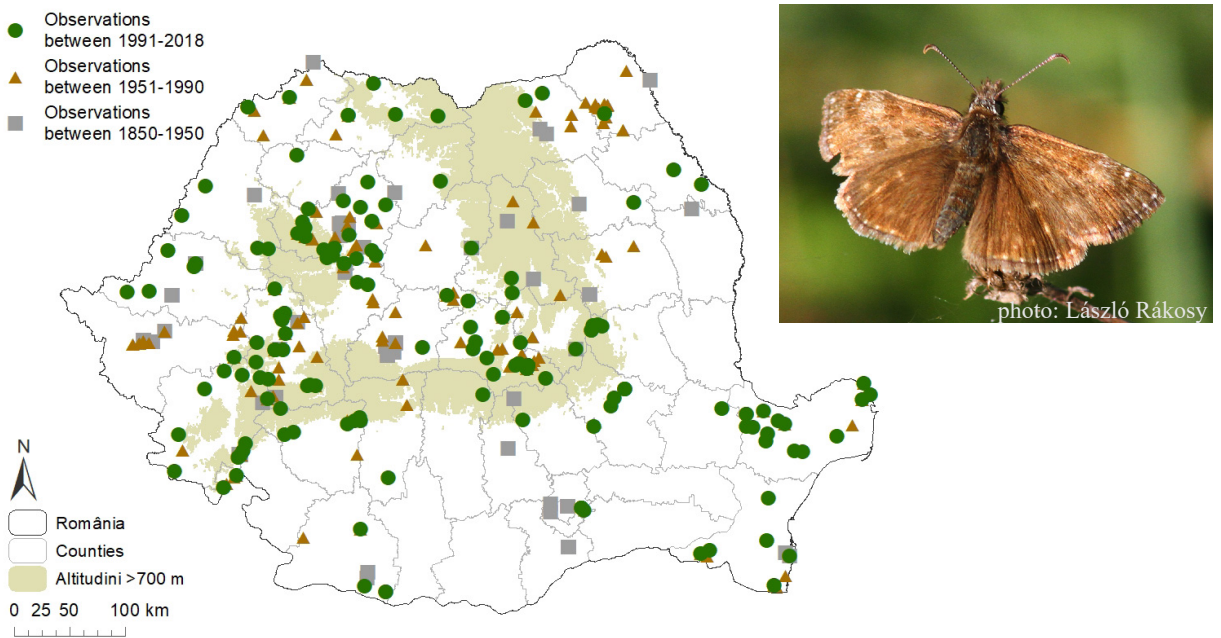 Observations
between 1991-2018
Observations
between 1951-1990
Observations
between 1850-1950
photo: László Rákosy
N
România
Counties
Altitudini >700 m
0 25 50 100 km